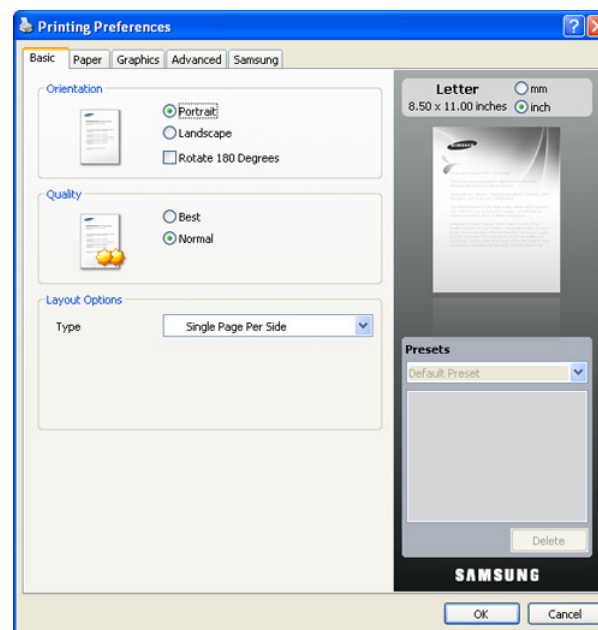 Printing Preferences
Basic
Paper
Graphics
Advanced
Samsung
Orientation
Portrait
Landscape
Rotate 180 Degrees
Quality
Best
Normal
Layout Options
Type
Single Page Per Side
Letter
8.50 x 11.00 inches
mm
inch
SAMSUNG
Presets
Default Preset
Delete
SAMSUNG
OK
Cancel